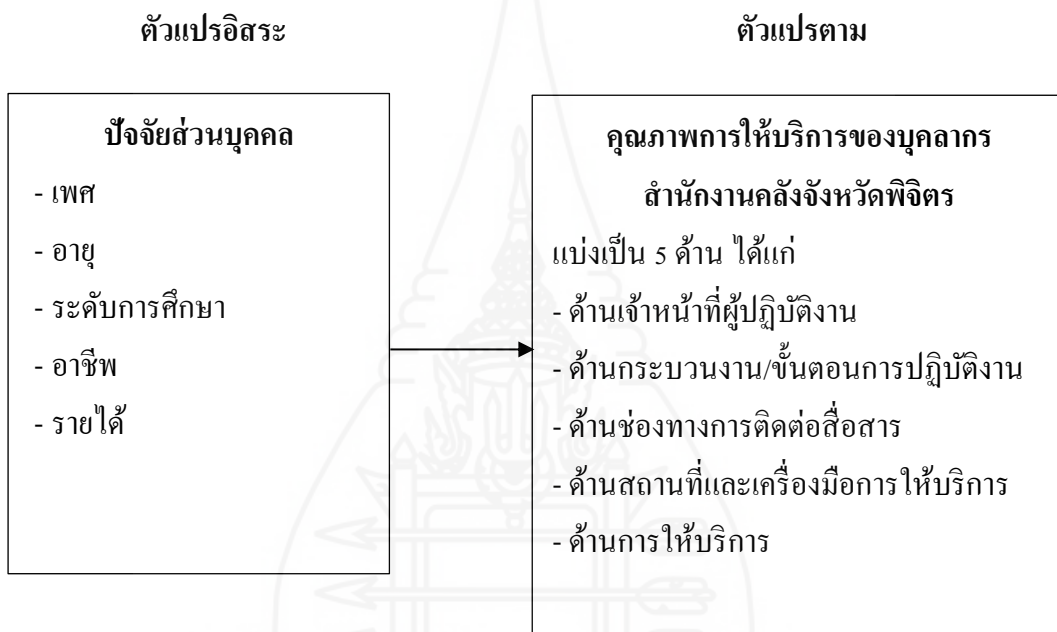 ตัวแปรอิสระ
ตัวแปรตาม
ปัจจัยส่วนบุคคล
- เพศ
- อายุ
- ระดับการศึกษา
- อาชีพ
- รายได้
คุณภาพการให้บริการของบุคลากร
สำนักงานคลังจังหวัดพิจิตร
แบ่งเป็น 5 ด้าน ได้แก่
- ด้านเจ้าหน้าที่ผู้ปฏิบัติงาน
- ด้านกระบวนงาน/ขั้นตอนการปฏิบัติงาน
- ด้านช่องทางการติดต่อสื่อสาร
- ด้านสถานที่และเครื่องมือการให้บริการ
- ด้านการให้บริการ